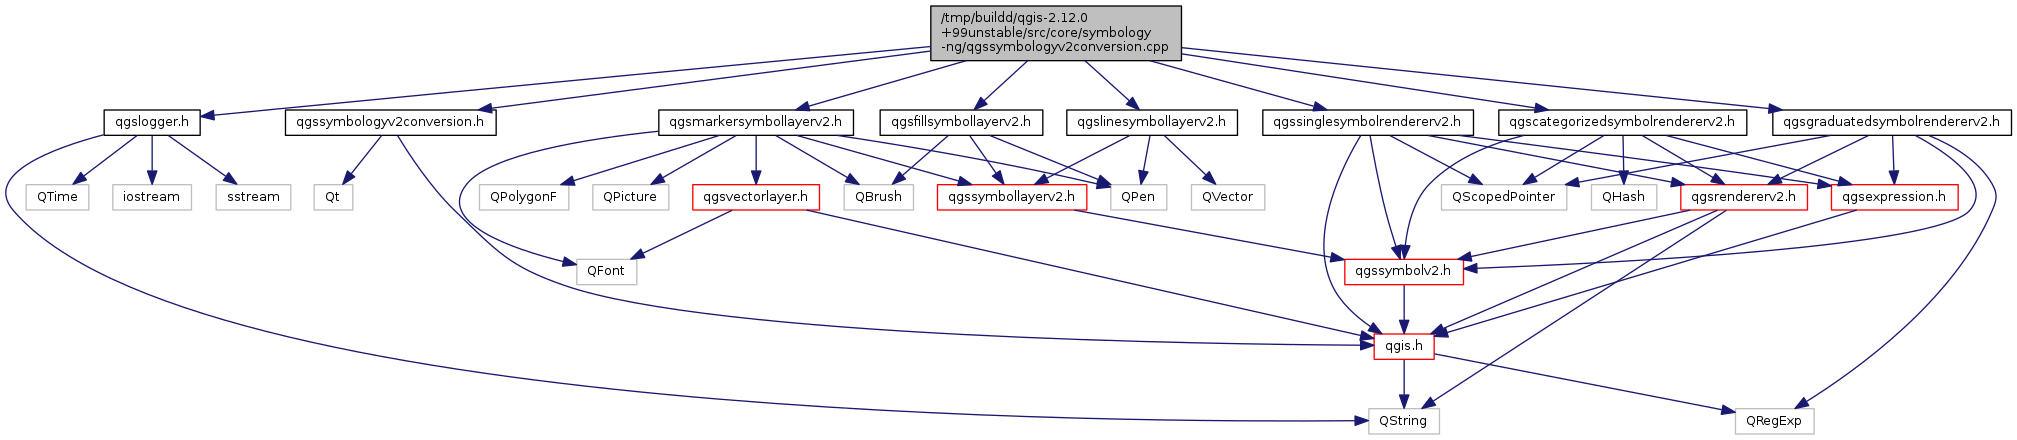 /tmp/buildd/qgis-2.12.0
+99unstable/src/core/symbology
-ng/qgssymbologyv2conversion.cpp
qgslogger.h
qgssymbologyv2conversion.h
qgsmarkersymbollayerv2.h
qgsfillsymbollayerv2.h
qgslinesymbollayerv2.h
qgssinglesymbolrendererv2.h
qgscategorizedsymbolrendererv2.h
qgsgraduatedsymbolrendererv2.h
QTime
iostream
sstream
Qt
QPolygonF
QPicture
qgsvectorlayer.h
QBrush
qgssymbollayerv2.h
QPen
QVector
QScopedPointer
QHash
qgsrendererv2.h
qgsexpression.h
QFont
qgssymbolv2.h
qgis.h
QString
QRegExp